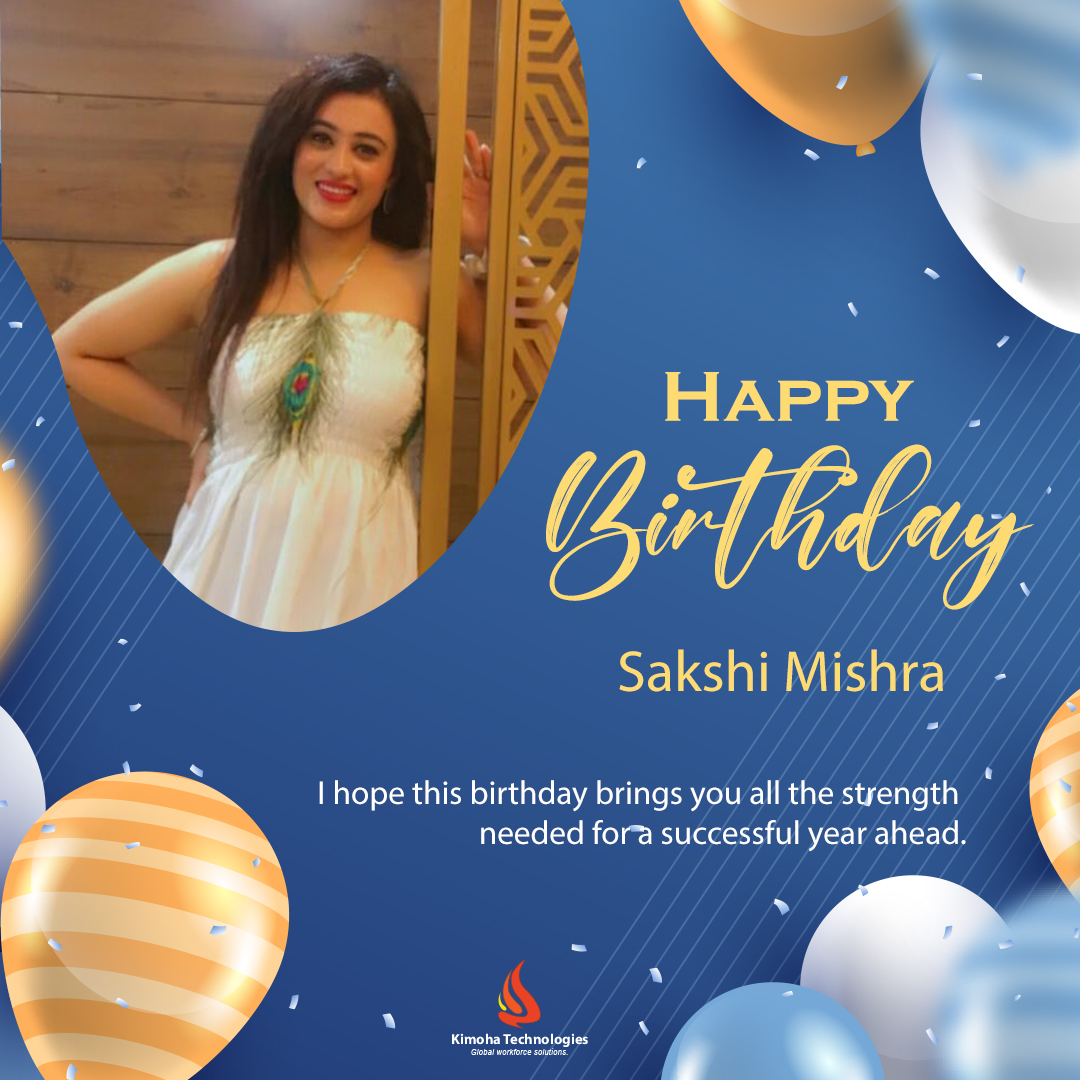 HAPPY
Birthday
Sakshi Mishra
I hope this birthday brings you all the strength
needed for a successful year ahead.
Kimoha Technologies
Global workforce solutions.